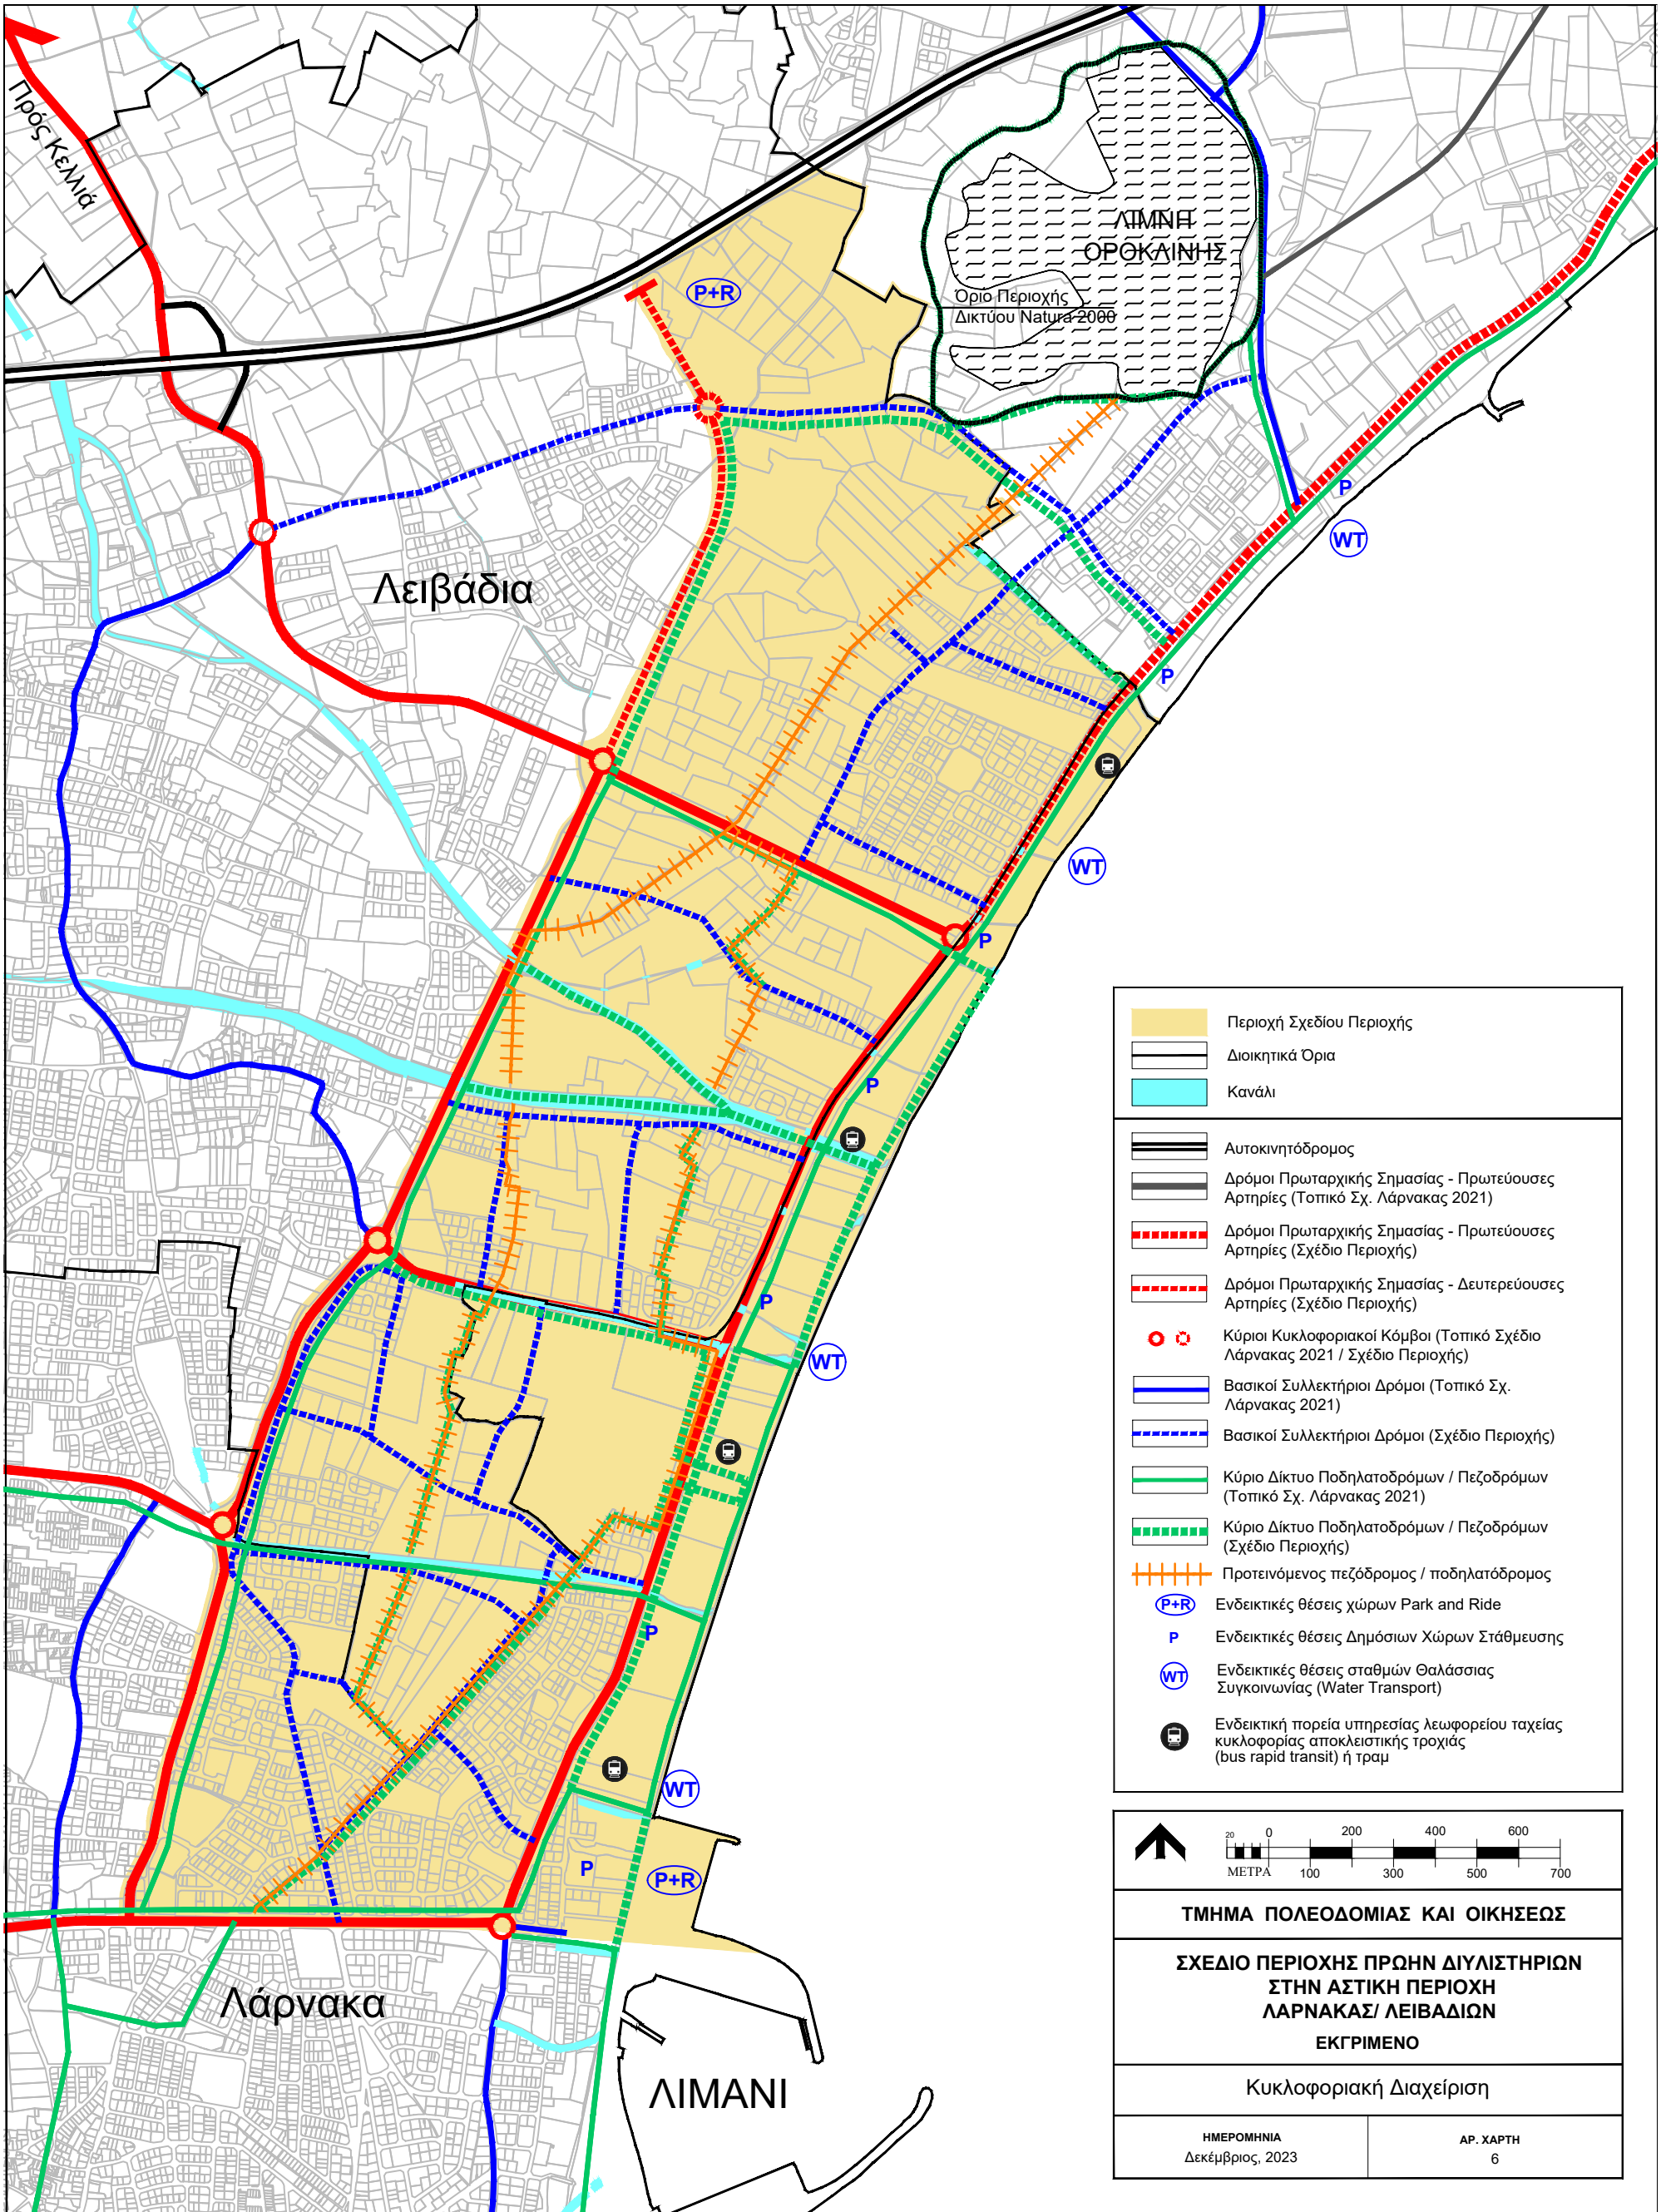 Πρός Κελλιά
P+R
ΛΙΜΝΗ
ΟΡΟΚΛΙΝΗΣ
Όριο Περιοχής
Δικτύου Natura 2000
P
WT
Λειβάδια
P
WT
P
P
P
WT
P
WT
P
P+R
Λάρνακα
ΛΙΜΑΝΙ
Περιοχή Σχεδίου Περιοχής
Διοικητικά Όρια
Κανάλι
Αυτοκινητόδρομος
Δρόμοι Πρωταρχικής Σημασίας - Πρωτεύουσες
Αρτηρίες (Τοπικό Σχ. Λάρνακας 2021)
Δρόμοι Πρωταρχικής Σημασίας - Πρωτεύουσες
Αρτηρίες (Σχέδιο Περιοχής)
Δρόμοι Πρωταρχικής Σημασίας - Δευτερεύουσες
Αρτηρίες (Σχέδιο Περιοχής)
Κύριοι Κυκλοφοριακοί Κόμβοι (Τοπικό Σχέδιο
Λάρνακας 2021 / Σχέδιο Περιοχής)
Βασικοί Συλλεκτήριοι Δρόμοι (Τοπικό Σχ.
Λάρνακας 2021)
Βασικοί Συλλεκτήριοι Δρόμοι (Σχέδιο Περιοχής)
Κύριο Δίκτυο Ποδηλατοδρόμων / Πεζοδρόμων
(Τοπικό Σχ. Λάρνακας 2021)
Κύριο Δίκτυο Ποδηλατοδρόμων / Πεζοδρόμων
(Σχέδιο Περιοχής)
Προτεινόμενος πεζόδρομος / ποδηλατόδρομος
P+R Ενδεικτικές θέσεις χώρων Park and Ride
P Ενδεικτικές θέσεις Δημόσιων Χώρων Στάθμευσης
WT Ενδεικτικές θέσεις σταθμών Θαλάσσιας
Συγκοινωνίας (Water Transport)
Ενδεικτική πορεία υπηρεσίας λεωφορείου ταχείας
κυκλοφορίας αποκλειστικής τροχιάς
(bus rapid transit) ή τραμ
20 0 200 400 600
ΜΕΤΡΑ 100 300 500 700
ΤΜΗΜΑ ΠΟΛΕΟΔΟΜΙΑΣ ΚΑΙ ΟΙΚΗΣΕΩΣ
ΣΧΕΔΙΟ ΠΕΡΙΟΧΗΣ ΠΡΩΗΝ ΔΙΥΛΙΣΤΗΡΙΩΝ
ΣΤΗΝ ΑΣΤΙΚΗ ΠΕΡΙΟΧΗ
ΛΑΡΝΑΚΑΣ/ ΛΕΙΒΑΔΙΩΝ
ΕΚΓΡΙΜΕΝΟ
Κυκλοφοριακή Διαχείριση
ΗΜΕΡΟΜΗΝΙΑ
Δεκέμβριος, 2023
ΑΡ. ΧΑΡΤΗ
6